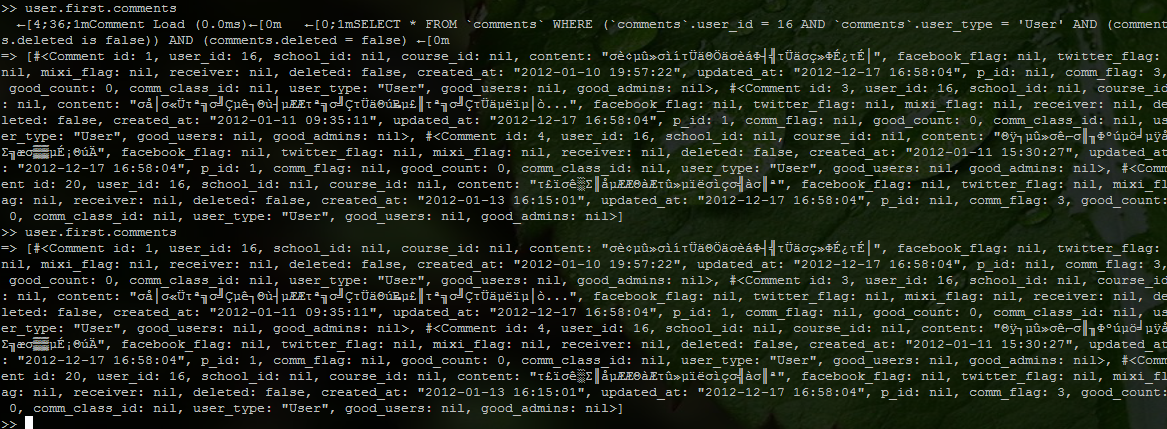 >> user.first.comments
  ←[4;36;1mComment Load (0.0ms)←[0m   ←[0;1mSELECT * FROM `comments` WHERE (`comments`.user_id = 16 AND `comments`.user_type = 'User' AND (comment
s.deleted is false)) AND (comments.deleted = false) ←[0m
=> [#<Comment id: 1, user_id: 16, school_id: nil, course_id: nil, content: " facebook_flag: nil, twitter_flag:
nil, mixi_flag: nil, receiver: nil, deleted: false, created_at: "2012-01-10 19:57:22", updated_at: "2012-12-17 16:58:04", p_id: nil, comm_flag: 3,
 good_count: 0, comm_class_id: nil, user_type: "User", good_users: nil, good_admins: nil>, #<Comment id: 3, user_id: 16, school_id: nil, course_id
: nil, content: " facebook_flag: nil, twitter_flag: nil, mixi_flag: nil, receiver: nil, de
leted: false, created_at: "2012-01-11 09:35:11", updated_at: "2012-12-17 16:58:04", p_id: 1, comm_flag: nil, good_count: 0, comm_class_id: nil, us
er_type: "User", good_users: nil, good_admins: nil>, #<Comment id: 4, user_id: 16, school_id: nil, course_id: nil, content: "
 facebook_flag: nil, twitter_flag: nil, mixi_flag: nil, receiver: nil, deleted: false, created_at: "2012-01-11 15:30:27", updated_at
: "2012-12-17 16:58:04", p_id: 1, comm_flag: nil, good_count: 0, comm_class_id: nil, user_type: "User", good_users: nil, good_admins: nil>, #<Comm
ent id: 20, user_id: 16, school_id: nil, course_id: nil, content: " facebook_flag: nil, twitter_flag: nil, mixi_fl
ag: nil, receiver: nil, deleted: false, created_at: "2012-01-13 16:15:01", updated_at: "2012-12-17 16:58:04", p_id: nil, comm_flag: 3, good_count:
 0, comm_class_id: nil, user_type: "User", good_users: nil, good_admins: nil>]
>> user.first.comments
=> [#<Comment id: 1, user_id: 16, school_id: nil, course_id: nil, content: " facebook_flag: nil, twitter_flag:
nil, mixi_flag: nil, receiver: nil, deleted: false, created_at: "2012-01-10 19:57:22", updated_at: "2012-12-17 16:58:04", p_id: nil, comm_flag: 3,
 good_count: 0, comm_class_id: nil, user_type: "User", good_users: nil, good_admins: nil>, #<Comment id: 3, user_id: 16, school_id: nil, course_id
: nil, content: " facebook_flag: nil, twitter_flag: nil, mixi_flag: nil, receiver: nil, de
leted: false, created_at: "2012-01-11 09:35:11", updated_at: "2012-12-17 16:58:04", p_id: 1, comm_flag: nil, good_count: 0, comm_class_id: nil, us
er_type: "User", good_users: nil, good_admins: nil>, #<Comment id: 4, user_id: 16, school_id: nil, course_id: nil, content: "
 facebook_flag: nil, twitter_flag: nil, mixi_flag: nil, receiver: nil, deleted: false, created_at: "2012-01-11 15:30:27", updated_at
: "2012-12-17 16:58:04", p_id: 1, comm_flag: nil, good_count: 0, comm_class_id: nil, user_type: "User", good_users: nil, good_admins: nil>, #<Comm
ent id: 20, user_id: 16, school_id: nil, course_id: nil, content: " facebook_flag: nil, twitter_flag: nil, mixi_fl
ag: nil, receiver: nil, deleted: false, created_at: "2012-01-13 16:15:01", updated_at: "2012-12-17 16:58:04", p_id: nil, comm_flag: 3, good_count:
 0, comm_class_id: nil, user_type: "User", good_users: nil, good_admins: nil>]
>>